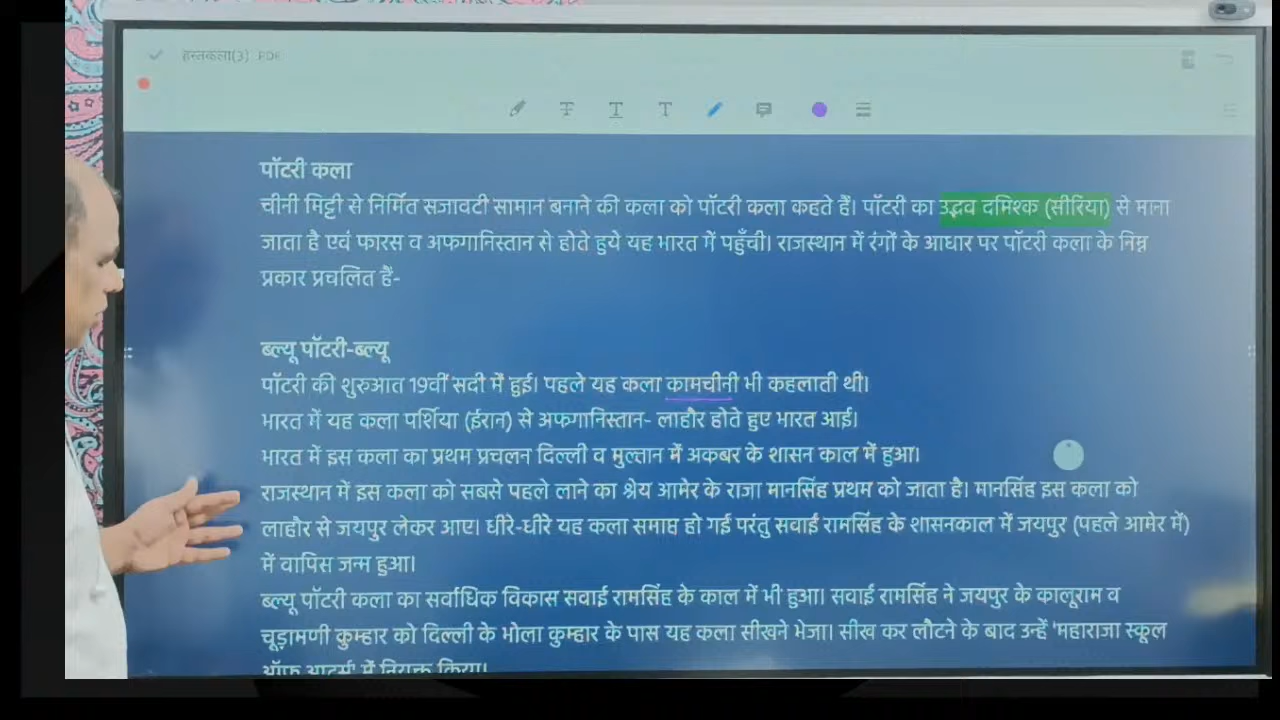 हस्तकला(3) PDF
पॉटरी कला
चीनी मिट्टी से निर्मित सजावटी सामान बनाने की कला को पॉटरी कला कहते हैं। पॉटरी का उद्भव दमिश्क (सीरिया) से माना
जाता है एवं फारस व अफगानिस्तान से होते हुये यह भारत में पहुँची। राजस्थान में रंगों के आधार पर पॉटरी कला के निम्न
प्रकार प्रचलित हैं-
ब्ल्यू पॉटरी-ब्ल्यू
पॉटरी की शुरुआत 19वीं सदी में हुई। पहले यह कला कामचीनी भी कहलाती थी।
भारत में यह कला पर्शिया (ईरान) से अफगानिस्तान- लाहौर होते हुए भारत आई।
भारत में इस कला का प्रथम प्रचलन दिल्ली व मुल्तान में अकबर के शासन काल में हुआ।
राजस्थान में इस कला को सबसे पहले लाने का श्रेय आमेर के राजा मानसिंह प्रथम को जाता है। मानसिंह इस कला को
लाहौर से जयपुर लेकर आए। धीरे-धीरे यह कला समाप्त हो गई परंतु सवाई रामसिंह के शासनकाल में जयपुर (पहले आमेर में)
में वापिस जन्म हुआ।
ब्ल्यू पॉटरी कला का सर्वाधिक विकास सवाई रामसिंह के काल में भी हुआ। सवाई रामसिंह ने जयपुर के कालूराम व
चूड़ामणी कुम्हार को दिल्ली के भोला कुम्हार के पास यह कला सीखने भेजा। सीख कर लौटने के बाद उन्हें 'महाराजा स्कूल
ऑफ आर्ट्स' में नियुक्त किया।